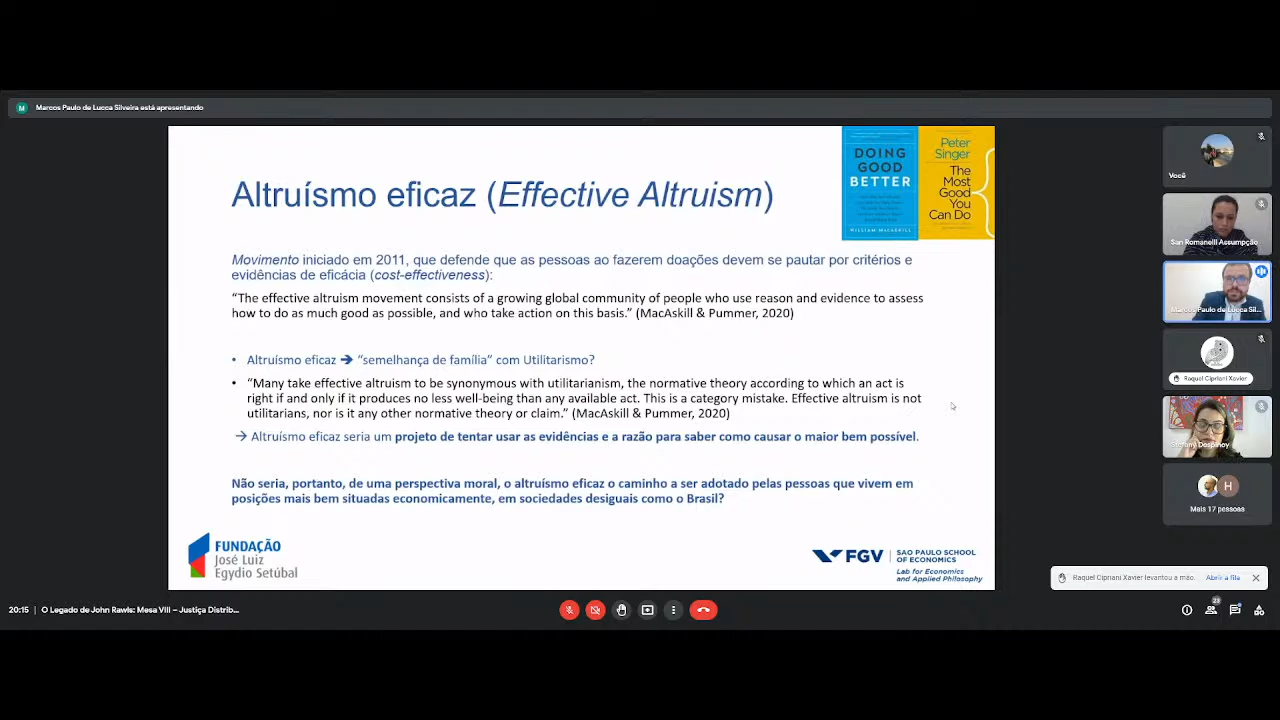 M Marcos Paulo de Lucca Silveira está apresentando
Altruísmo eficaz (Effective Altruism)
DOING
GOOD
BETTER
WILLIAM MACASKILL
Peter
Singer
The
Most
Good
You
Can Do
Movimento iniciado em 2011, que defende que as pessoas ao fazerem doações devem se pautar por critérios e
evidências de eficácia (cost-effectiveness):
“The effective altruism movement consists of a growing global community of people who use reason and evidence to assess
how to do as much good as possible, and who take action on this basis.” (MacAskill & Pummer, 2020)
• Altruísmo eficaz ➔ “semelhança de família” com Utilitarismo?
• “Many take effective altruism to be synonymous with utilitarianism, the normative theory according to which an act is
right if and only if it produces no less well-being than any available act. This is a category mistake. Effective altruism is not
utilitarians, nor is it any other normative theory or claim.” (MacAskill & Pummer, 2020)
→ Altruísmo eficaz seria um projeto de tentar usar as evidências e a razão para saber como causar o maior bem possível.
Não seria, portanto, de uma perspectiva moral, o altruísmo eficaz o caminho a ser adotado pelas pessoas que vivem em
posições mais bem situadas economicamente, em sociedades desiguais como o Brasil?
FUNDAÇÃO
José Luiz
Egydio Setúbal
FGV
SAO PAULO SCHOOL
OF ECONOMICS
Lab for Economics
and Applied Philosophy
Você
San Romanelli Assumpção
Marcos Paulo de Lucca Sil...
Raquel Cipriani Xavier
Stefany Despinoy
H
Mais 17 pessoas
Raquel Cipriani Xavier levantou a mão... Abrir a fila
20:15 | O Legado de John Rawls: Mesa VIII – Justiça Distrib...
23